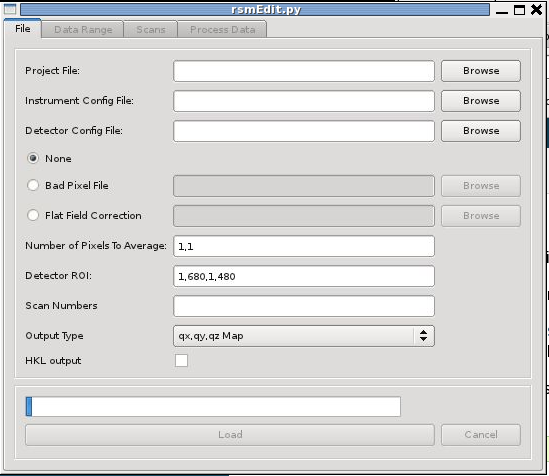 rsmEdit.py
File Data Range Scans Process Data
Project File: Browse
Instrument Config File: Browse
Detector Config File: Browse
None
Bad Pixel File Browse
Flat Field Correction Browse
Number of Pixels To Average: 1,1
Detector ROI: 1,680,1,480
Scan Numbers
Output Type qx,qy,qz Map
HKL output
Load Cancel